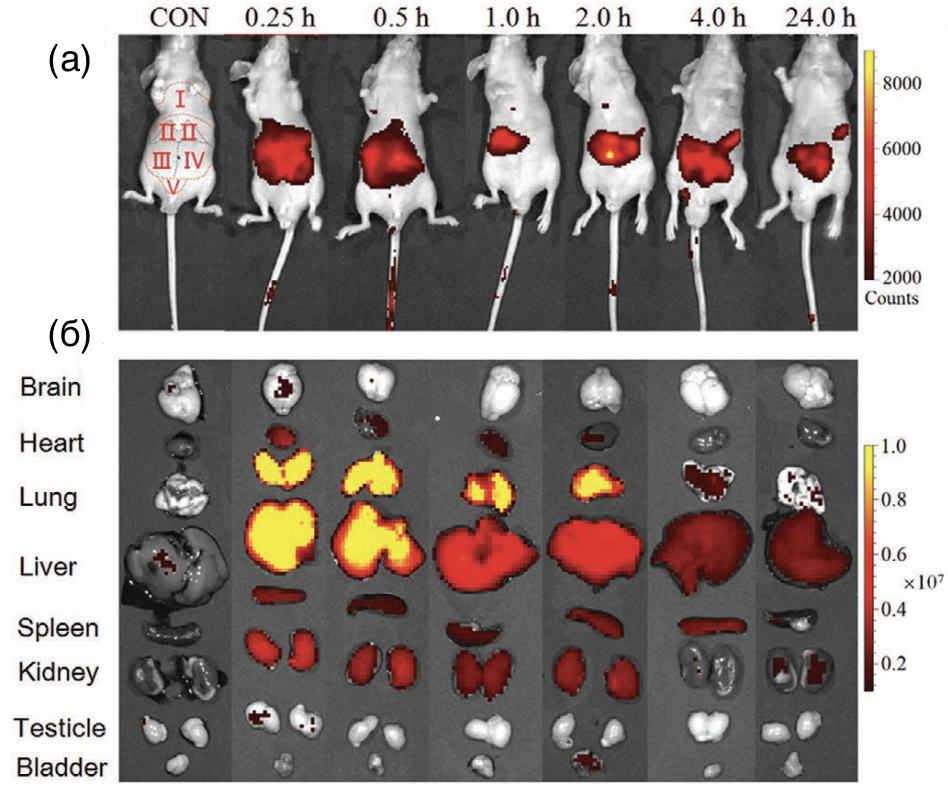 CON 0.25 h 0.5 h 1.0 h 2.0 h 4.0 h 24.0 h
(а)
I
II II
III IV
V
8000
6000
4000
2000
Counts
(б)
Brain
Heart
Lung
Liver
Spleen
Kidney
Testicle
Bladder
1.0
0.8
0.6
×10⁷
0.4
0.2